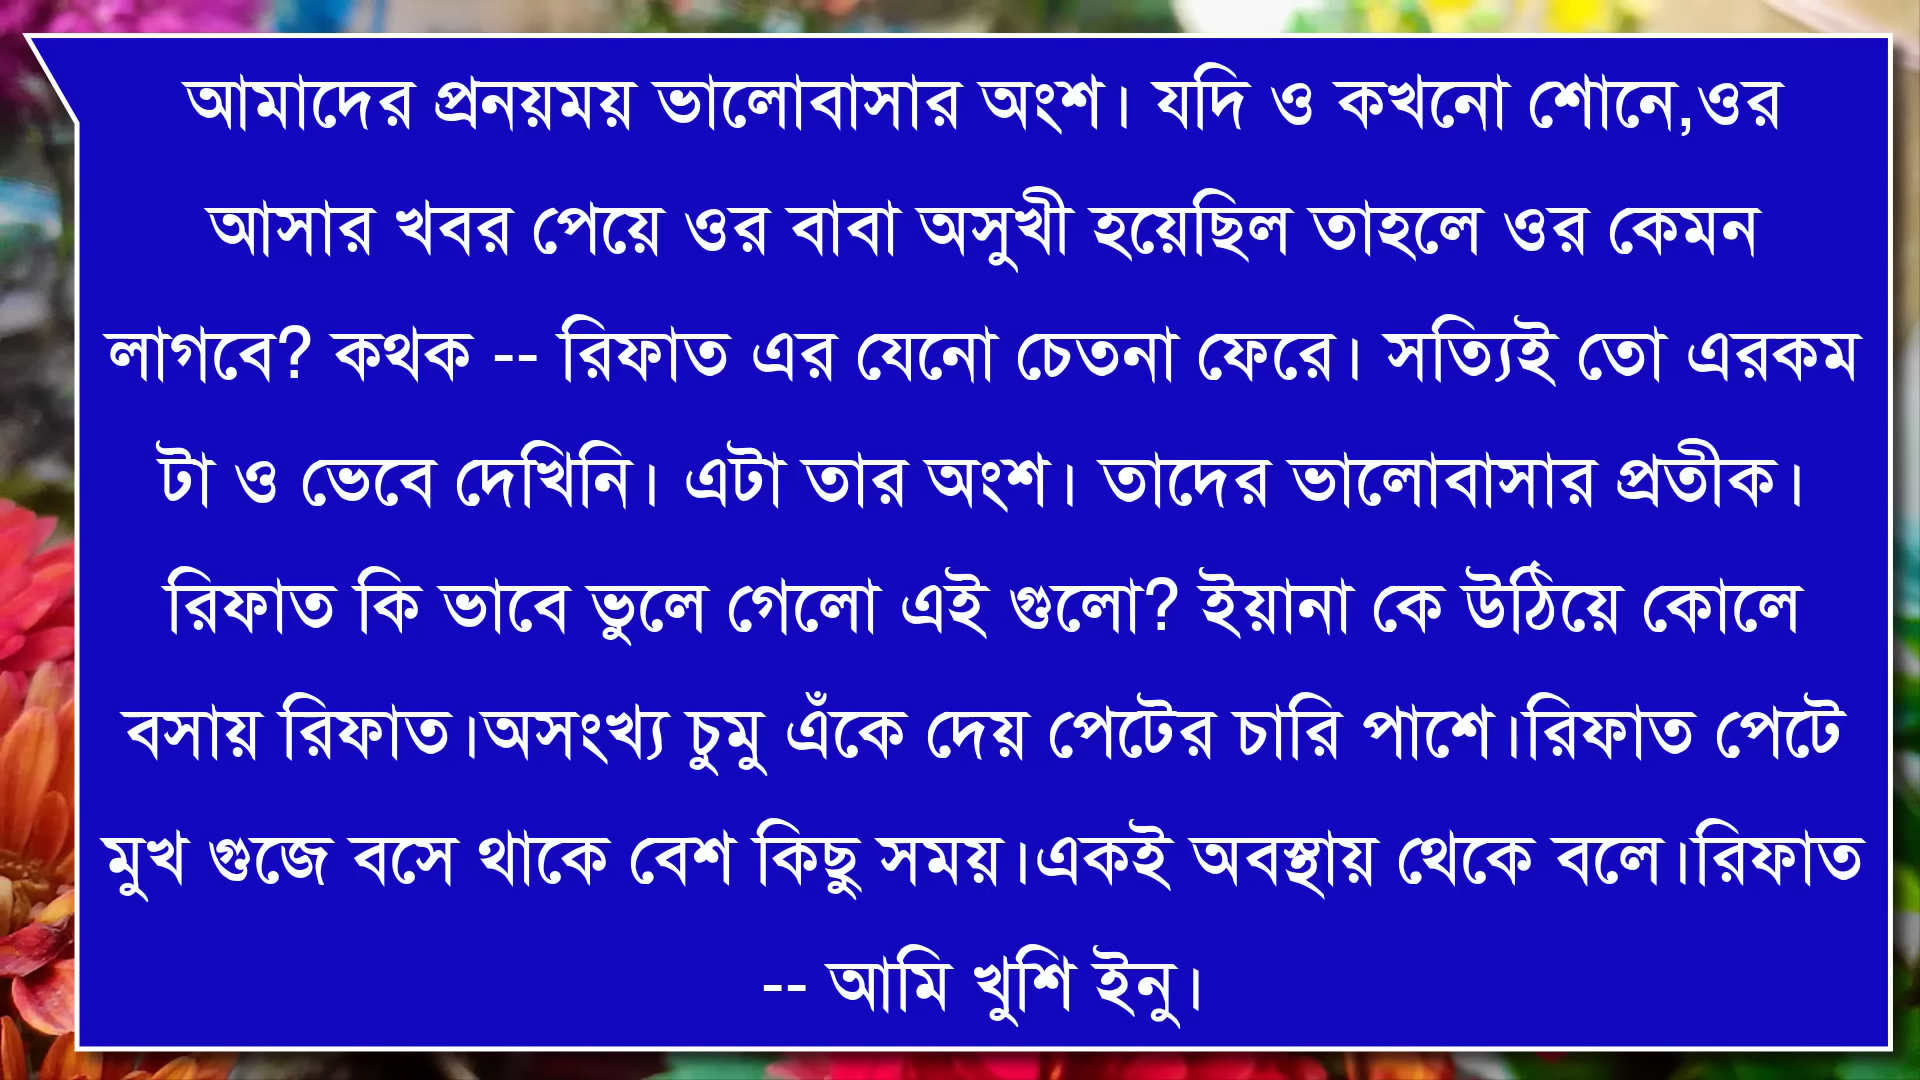 আমাদের প্রনয়ময় ভালোবাসার অংশ। যদি ও কখনো শোনে,ওর
আসার খবর পেয়ে ওর বাবা অসুখী হয়েছিল তাহলে ওর কেমন
লাগবে? কথক -- রিফাত এর যেনো চেতনা ফেরে। সত্যিই তো এরকম
টা ও ভেবে দেখিনি। এটা তার অংশ। তাদের ভালোবাসার প্রতীক।
রিফাত কি ভাবে ভুলে গেলো এই গুলো? ইয়ানা কে উঠিয়ে কোলে
বসায় রিফাত।অসংখ্য চুমু এঁকে দেয় পেটের চারি পাশে।রিফাত পেটে
মুখ গুজে বসে থাকে বেশ কিছু সময়।একই অবস্থায় থেকে বলে।রিফাত
-- আমি খুশি ইনু।